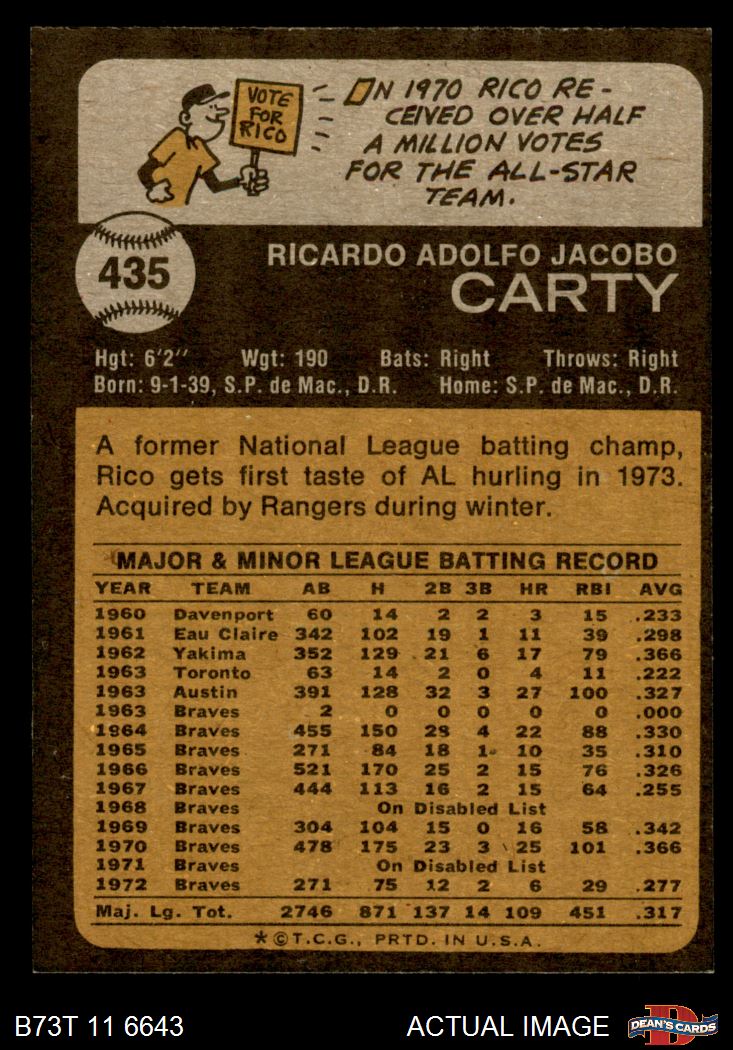 VOTE
FOR
RICO
IN 1970 RICO RE-
CEIVED OVER HALF
A MILLION VOTES
FOR THE ALL-STAR
TEAM.
435
RICARDO ADOLFO JACOBO
CARTY
Hgt: 6'2" Wgt: 190 Bats: Right Throws: Right
Born: 9-1-39, S.P. de Mac., D.R. Home: S.P. de Mac., D.R.
A former National League batting champ,
Rico gets first taste of AL hurling in 1973.
Acquired by Rangers during winter.
MAJOR & MINOR LEAGUE BATTING RECORD
YEAR TEAM AB H 2B 3B HR RBI AVG
1960 Davenport 60 14 2 2 3 15 .233
1961 Eau Claire 342 102 19 1 11 39 .298
1962 Yakima 352 129 21 6 17 79 .366
1963 Toronto 63 14 2 0 4 11 .222
1963 Austin 391 128 32 3 27 100 .327
1963 Braves 2 0 0 0 0 0 .000
1964 Braves 455 150 28 4 22 88 .330
1965 Braves 271 84 18 1 10 35 .310
1966 Braves 521 170 25 2 15 76 .326
1967 Braves 444 113 16 2 15 64 .255
1968 Braves On Disabled List
1969 Braves 304 104 15 0 16 58 .342
1970 Braves 478 175 23 3 25 101 .366
1971 Braves On Disabled List
1972 Braves 271 75 12 2 6 29 .277
Maj. Lg. Tot. 2746 871 137 14 109 451 .317
*©T.C.G., PRTD. IN U.S.A.
B73T 11 6643 ACTUAL IMAGE DEAN'S CARDS